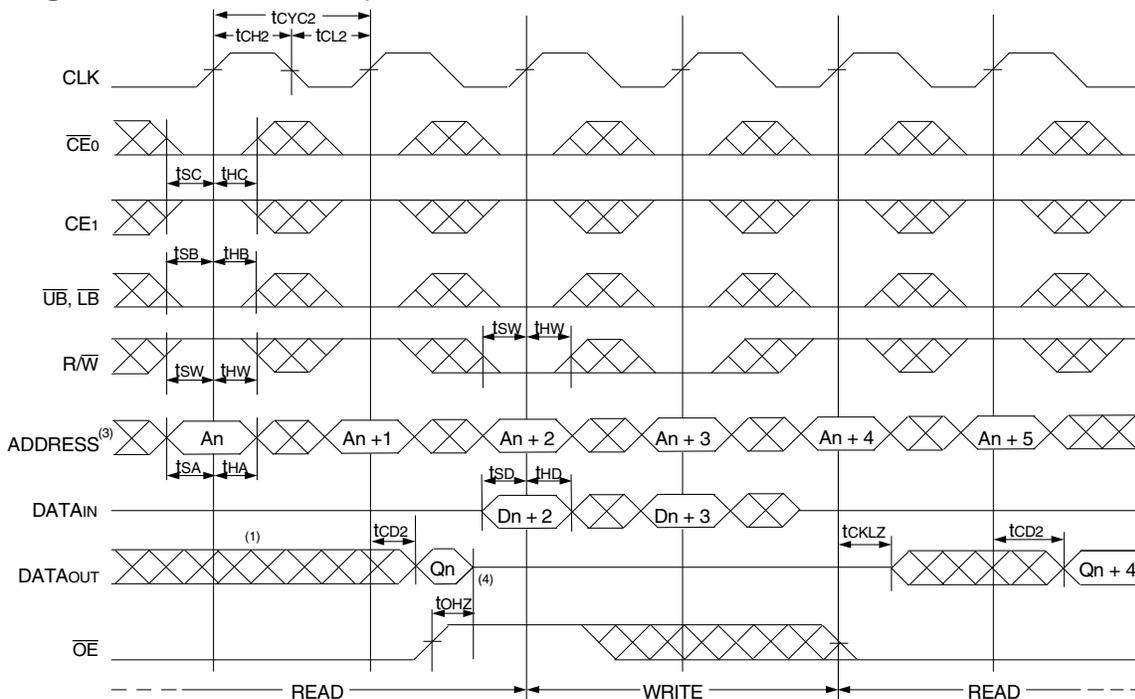 tCYC2
tCH2 tCL2
CLK
CE0
tSC tHC
CE1
tSB tHB
UB, LB
tSW tHW
R/W
tSW tHW
ADDRESS(3) An An +1 An + 2 An + 3 An + 4 An + 5
tSA tHA tSD tHD
DATAIN Dn + 2 Dn + 3
(1) tCD2 tCKLZ tCD2
DATAOUT Qn (4) Qn + 4
tOHZ
OE
READ WRITE READ